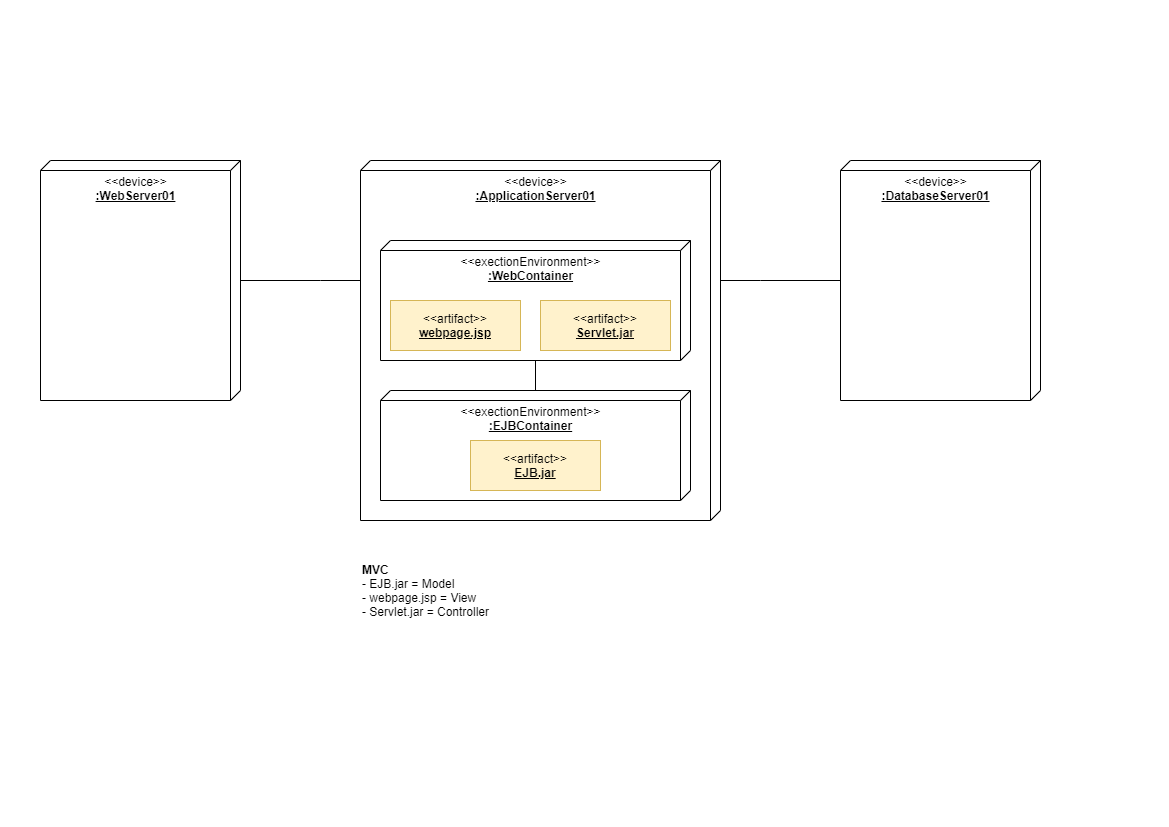 <<device>>
:WebServer01
<<device>>
:ApplicationServer01
<<device>>
:DatabaseServer01
<<exectionEnvironment>>
:WebContainer
<<artifact>>
webpage.jsp
<<artifact>>
Servlet.jar
<<exectionEnvironment>>
:EJBContainer
<<artifact>>
EJB.jar
MVC
- EJB.jar = Model
- webpage.jsp = View
- Servlet.jar = Controller